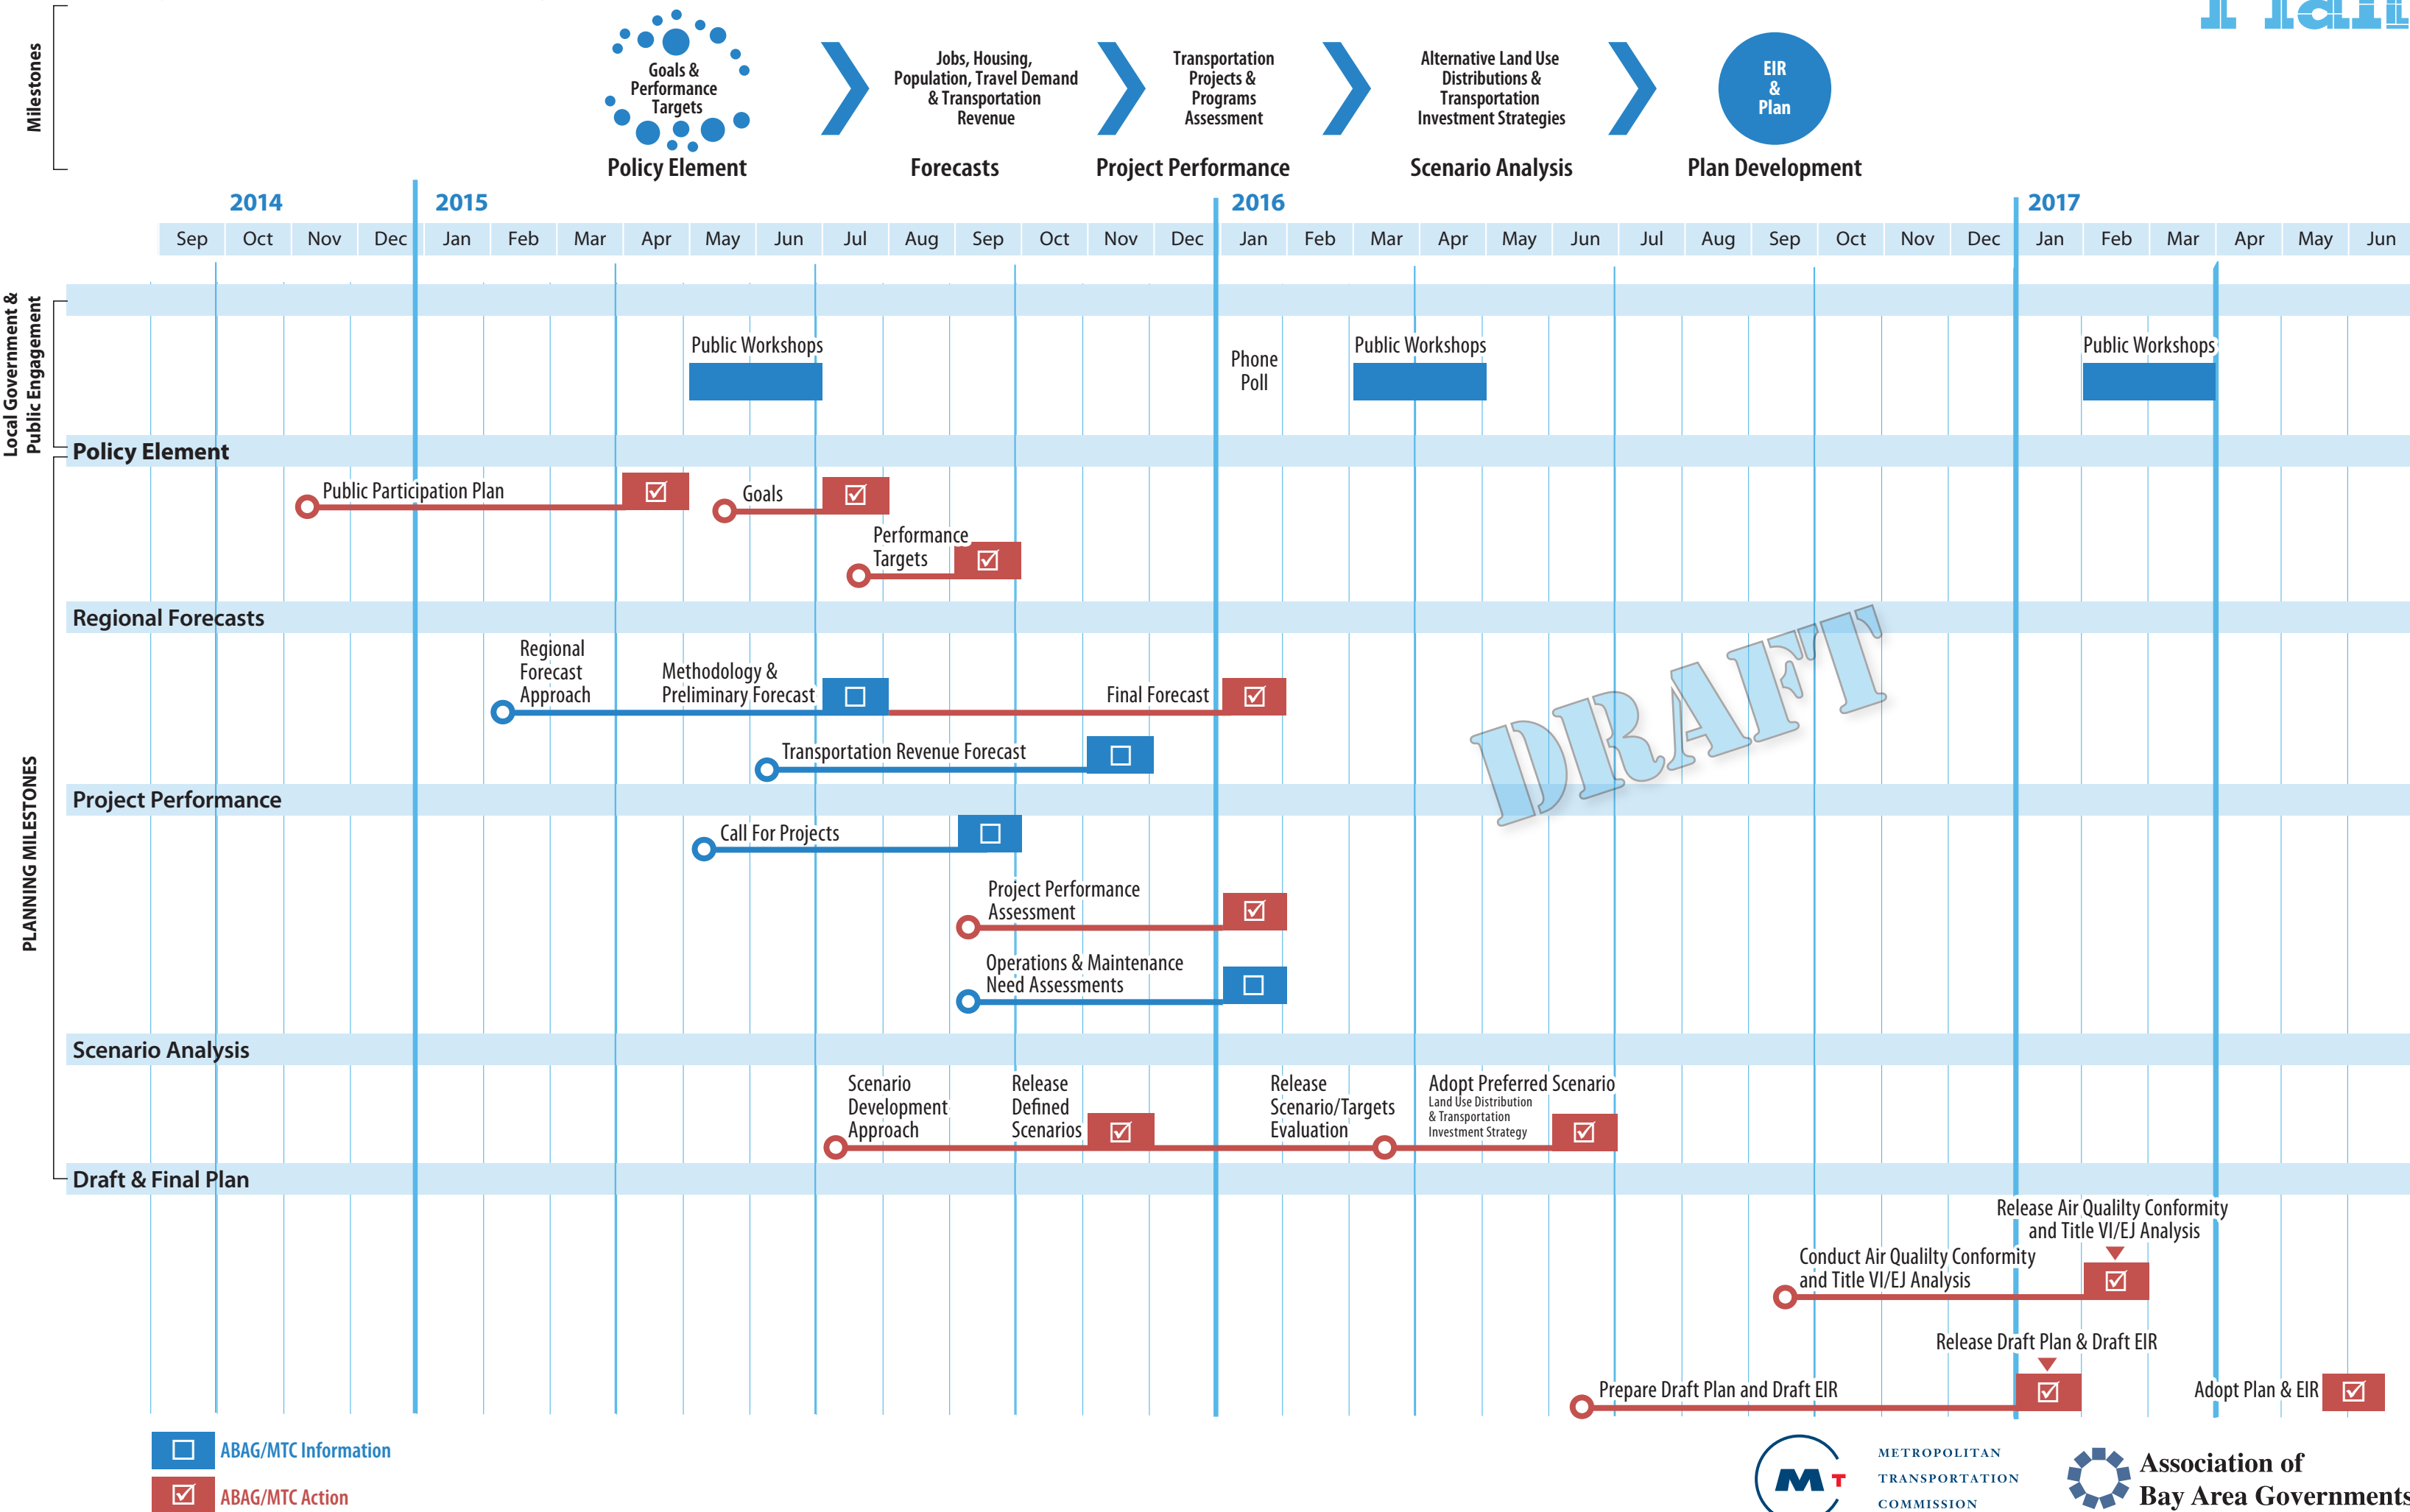 Plan
Milestones
Goals &
Performance
Targets
Policy Element
Jobs, Housing,
Population, Travel Demand
& Transportation
Revenue
Forecasts
Transportation
Projects &
Programs
Assessment
Project Performance
Alternative Land Use
Distributions &
Transportation
Investment Strategies
Scenario Analysis
EIR
&
Plan
Plan Development
2014 2015 2016 2017
Sep Oct Nov Dec Jan Feb Mar Apr May Jun Jul Aug Sep Oct Nov Dec Jan Feb Mar Apr May Jun Jul Aug Sep Oct Nov Dec Jan Feb Mar Apr May Jun
Local Government &
Public Engagement
Public Workshops
Phone
Poll
Public Workshops
Public Workshops
PLANNING MILESTONES
Policy Element
Public Participation Plan
Goals
Performance
Targets
Regional Forecasts
Regional
Forecast
Approach
Methodology &
Preliminary Forecast
Final Forecast
Transportation Revenue Forecast
DRAFT
Project Performance
Call For Projects
Project Performance
Assessment
Operations & Maintenance
Need Assessments
Scenario Analysis
Scenario
Development
Approach
Release
Defined
Scenarios
Release
Scenario/Targets
Evaluation
Adopt Preferred Scenario
Land Use Distribution
& Transportation
Investment Strategy
Draft & Final Plan
Release Air Qualilty Conformity
and Title VI/EJ Analysis
Conduct Air Qualilty Conformity
and Title VI/EJ Analysis
Release Draft Plan & Draft EIR
Prepare Draft Plan and Draft EIR
Adopt Plan & EIR
ABAG/MTC Information
ABAG/MTC Action
MT
METROPOLITAN
TRANSPORTATION
COMMISSION
Association of
Bay Area Governments